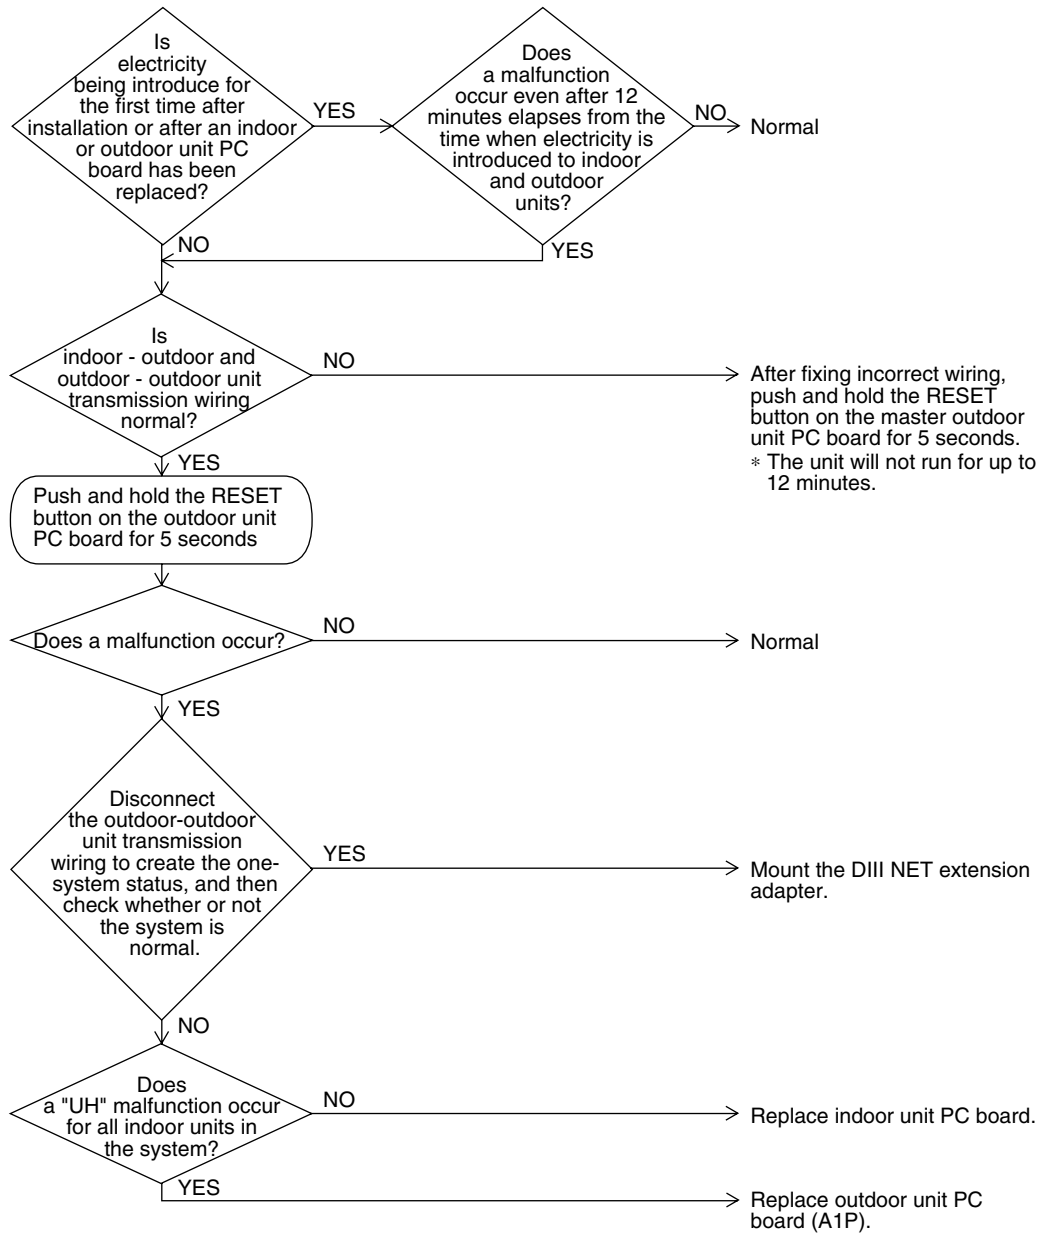 Is
electricity
being introduce for
the first time after
installation or after an indoor
or outdoor unit PC
board has been
replaced?
YES
NO
Does
a malfunction
occur even after 12
minutes elapses from the
time when electricity is
introduced to indoor
and outdoor
units?
NO
Normal
YES
Is
indoor - outdoor and
outdoor - outdoor unit
transmission wiring
normal?
NO
After fixing incorrect wiring,
push and hold the RESET
button on the master outdoor
unit PC board for 5 seconds.
* The unit will not run for up to
12 minutes.
YES
Push and hold the RESET
button on the outdoor unit
PC board for 5 seconds
Does a malfunction occur?
NO
Normal
YES
Disconnect
the outdoor-outdoor
unit transmission
wiring to create the one-
system status, and then
check whether or not
the system is
normal.
YES
Mount the DIII NET extension
adapter.
NO
Does
a "UH" malfunction occur
for all indoor units in
the system?
NO
Replace indoor unit PC board.
YES
Replace outdoor unit PC
board (A1P).